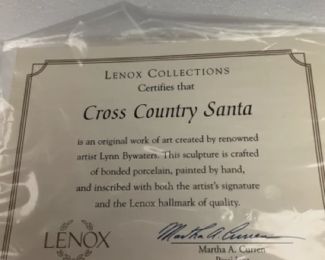 LENOX COLLECTIONS
Certifies that
Cross Country Santa
is an original work of art created by renowned
artist Lynn Bywaters. This sculpture is crafted
of bonded porcelain, painted by hand,
and inscribed with both the artist's signature
and the Lenox hallmark of quality.
LENOX
Martha A. Curren
Martha A. Curren